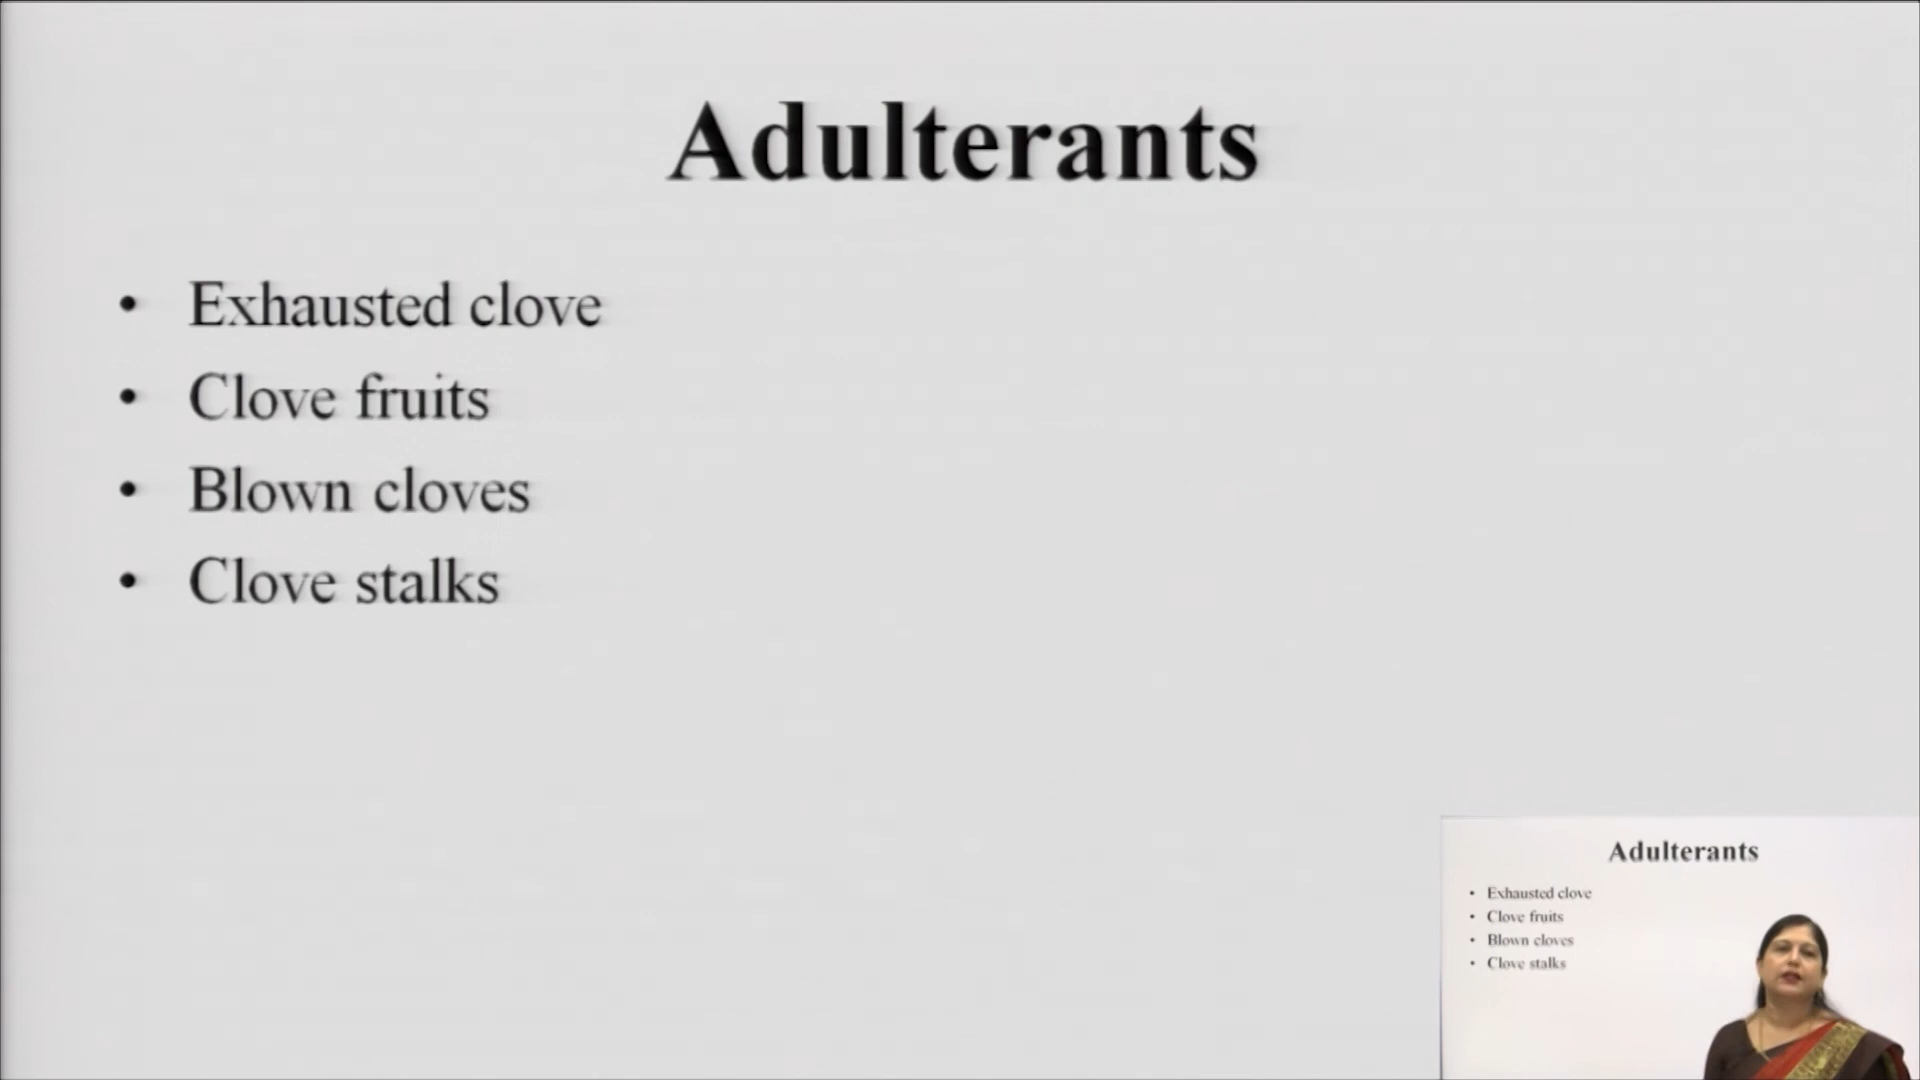 Adulterants
• Exhausted clove
• Clove fruits
• Blown cloves
• Clove stalks
Adulterants
• Exhausted clove
• Clove fruits
• Blown cloves
• Clove stalks